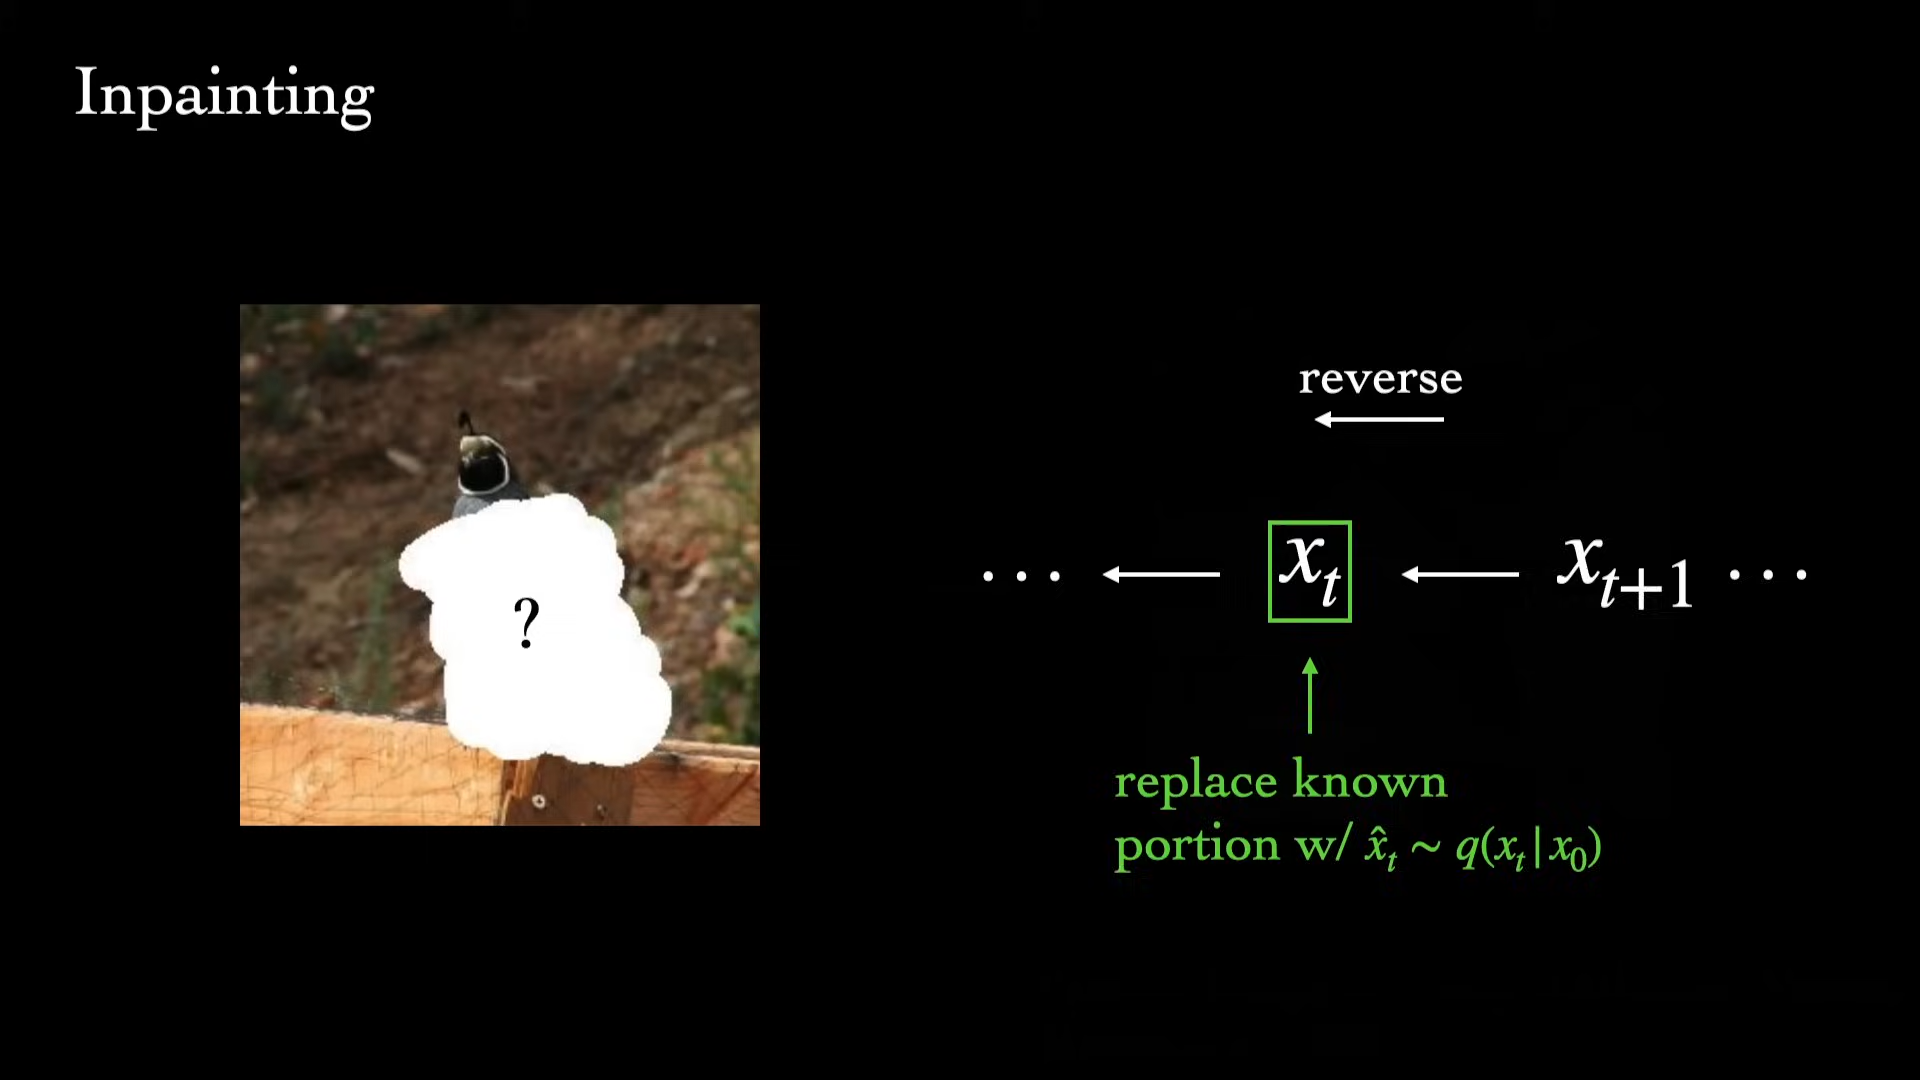 Inpainting
?
reverse
. . . ← xₜ ← xₜ₊₁ . . .
replace known
portion w/ x̂ₜ ~ q(xₜ|x₀)